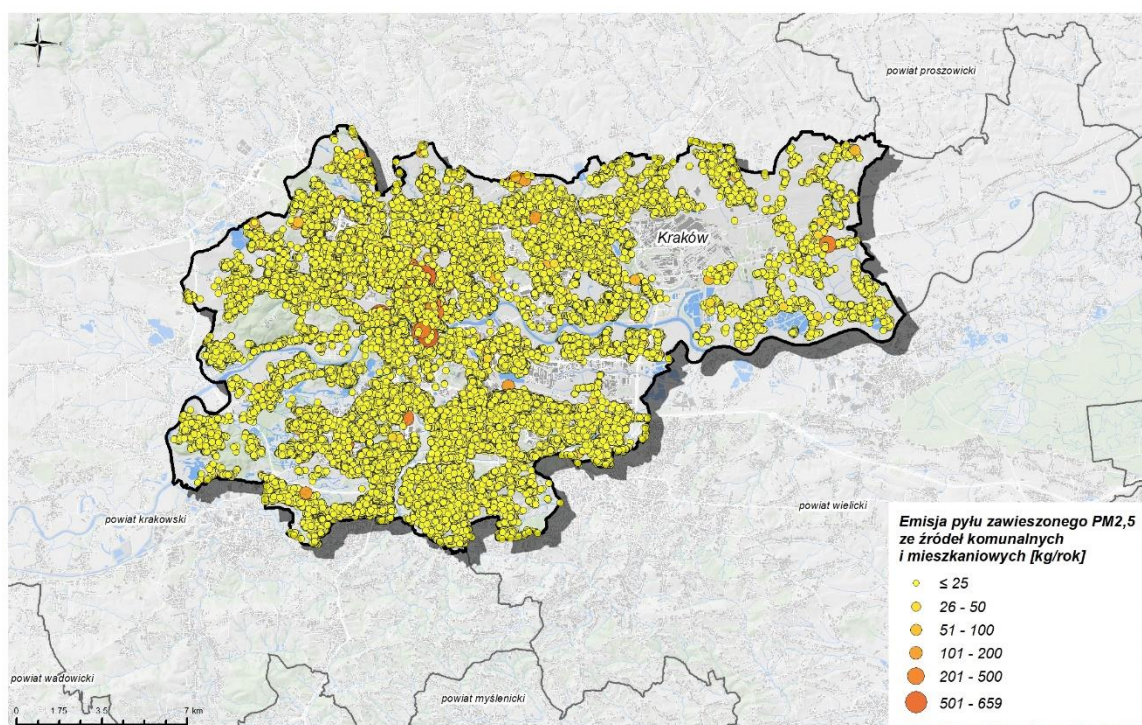 N
powiat proszowicki
Kraków
powiat krakowski
powiat wielicki
powiat wadowicki
powiat myślenicki
0 1.75 3.5 7 km
Emisja pyłu zawieszonego PM2,5
ze źródeł komunalnych
i mieszkaniowych [kg/rok]
≤ 25
26 - 50
51 - 100
101 - 200
201 - 500
501 - 659